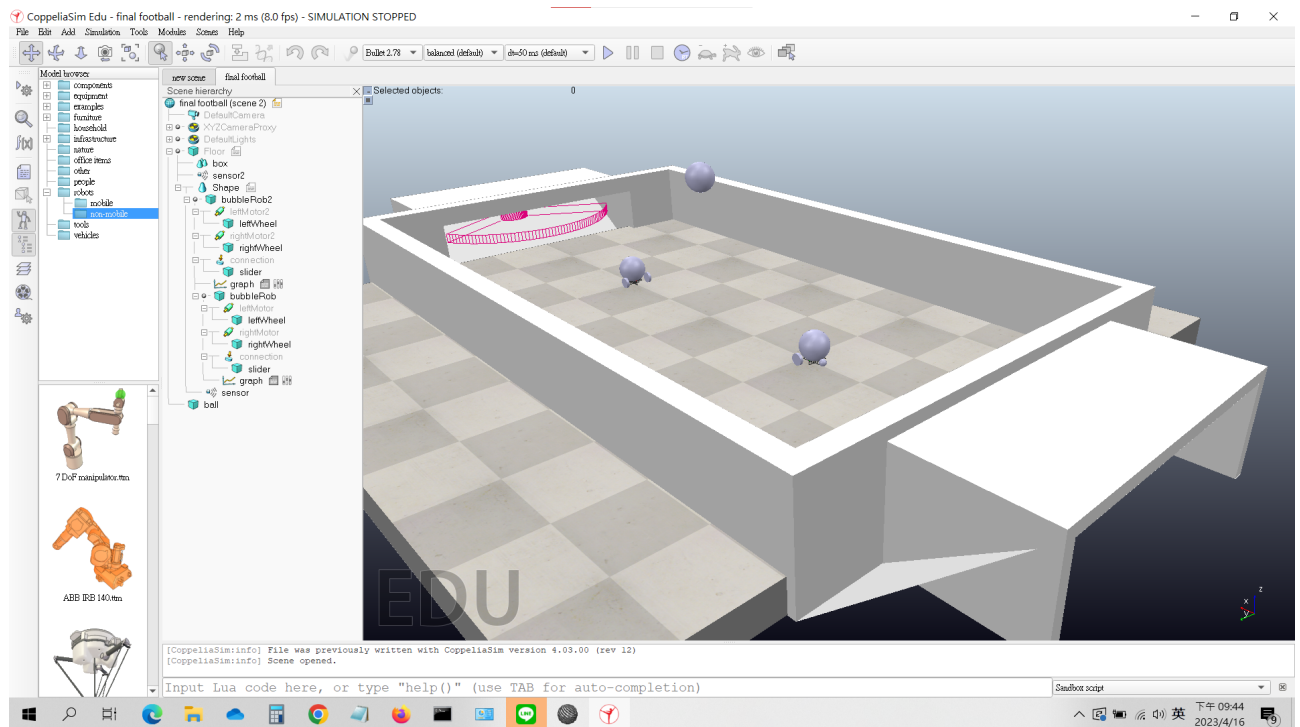 CoppeliaSim Edu - final football - rendering: 2 ms (8.0 fps) - SIMULATION STOPPED
File Edit Add Simulation Tools Modules Scenes Help
Bullet 2.78 balanced (default) dt=50 ms (default)
Model browser
components
equipment
examples
furniture
household
infrastructure
nature
office items
other
people
robots
mobile
non-mobile
tools
vehicles
7 DoF manipulator.ttm
ABB IRB 140.ttm
new scene final football
Scene hierarchy
final football (scene 2)
DefaultCamera
XYZCameraProxy
DefaultLights
Floor
box
sensor2
Shape
bubbleRob2
leftMotor2
leftWheel
rightMotor2
rightWheel
connection
slider
graph
bubbleRob
leftMotor
leftWheel
rightMotor
rightWheel
connection
slider
graph
sensor
ball
Selected objects: 0
EDU
x
y
z
[CoppeliaSim:info] File was previously written with CoppeliaSim version 4.03.00 (rev 12)
[CoppeliaSim:info] Scene opened.
Input Lua code here, or type "help()" (use TAB for auto-completion)
Sandbox script
LINE
英
下午 09:44
2023/4/16
9